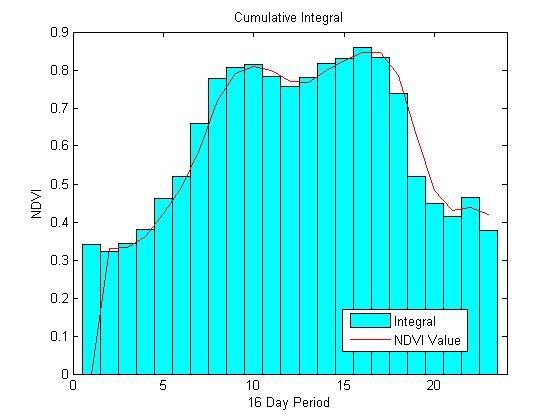 Cumulative Integral
0.9
0.8
0.7
0.6
0.5
0.4
0.3
0.2
0.1
0
NDVI
Integral
NDVI Value
0 5 10 15 20
16 Day Period